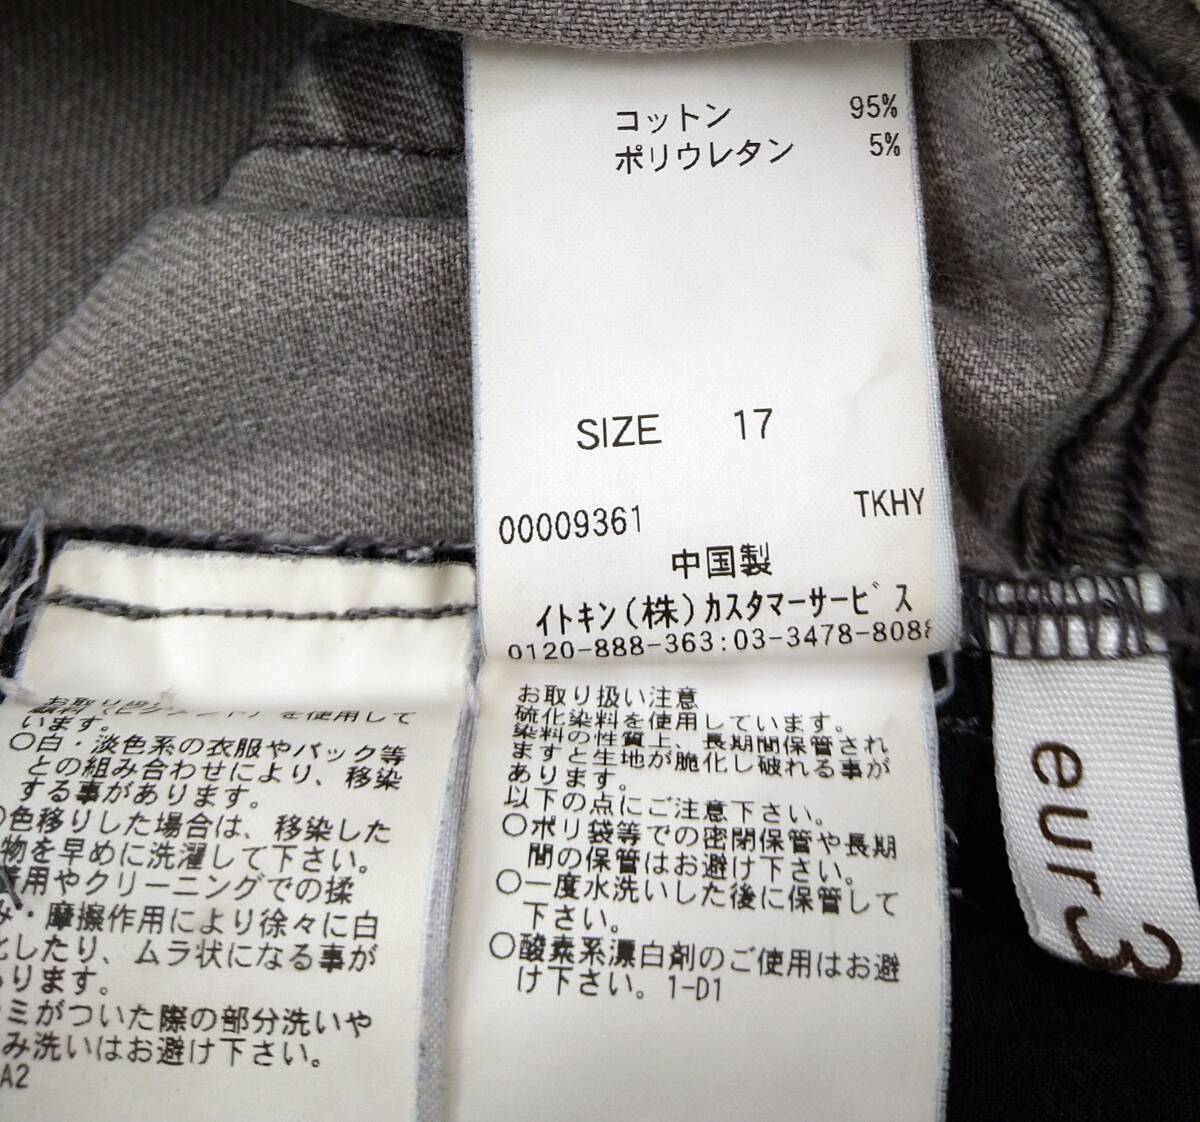 コットン 95%
ポリウレタン 5%
SIZE 17
00009361 TKHY
中国製
イトキン(株)カスタマーサービス
0120-888-363:03-3478-8088
お取り扱い注意
硫化染料を使用しています。
染料の性質上、長期間保管され
ますと生地が脆化し破れる事が
あります。
以下の点にご注意下さい。
○ポリ袋等での密閉保管や長期
間の保管はお避け下さい。
○一度水洗いした後に保管して
下さい。
○酸素系漂白剤のご使用はお避
け下さい。1-D1
を使用して
います。
○白・淡色系の衣服やバック等
との組み合わせにより、移染
する事があります。
○色移りした場合は、移染した
物を早めに洗濯して下さい。
着用やクリーニングでの揉
み・摩擦作用により徐々に白
化したり、ムラ状になる事が
あります。
ミがついた際の部分洗いや
み洗いはお避け下さい。
A2
eur3